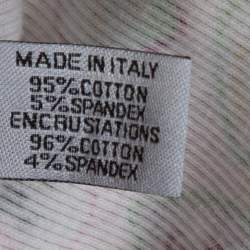 MADE IN ITALY
95% COTTON
5% SPANDEX
ENCRUSTATIONS
96% COTTON
4% SPANDEX